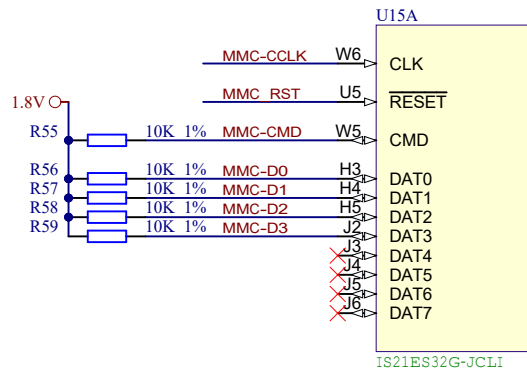 U15A
MMC-CCLK W6 CLK
MMC RST U5 RESET
1.8V
R55 10K 1% MMC-CMD W5 CMD
R56 10K 1% MMC-D0 H3 DAT0
R57 10K 1% MMC-D1 H4 DAT1
R58 10K 1% MMC-D2 H5 DAT2
R59 10K 1% MMC-D3 J2 DAT3
J3 DAT4
J4 DAT5
J5 DAT6
J6 DAT7
IS21ES32G-JCLI